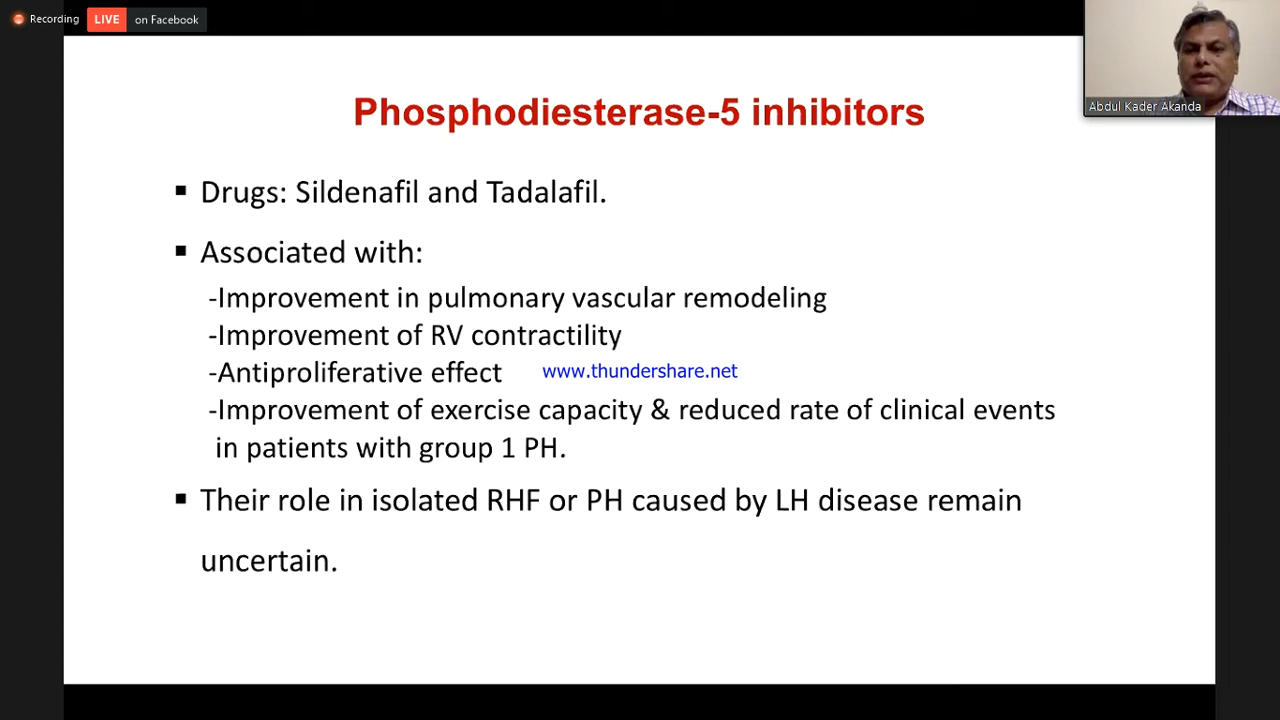 Recording
LIVE on Facebook
Abdul Kader Akanda
Phosphodiesterase-5 inhibitors
▪ Drugs: Sildenafil and Tadalafil.
▪ Associated with:
-Improvement in pulmonary vascular remodeling
-Improvement of RV contractility
-Antiproliferative effect
www.thundershare.net
-Improvement of exercise capacity & reduced rate of clinical events
in patients with group 1 PH.
▪ Their role in isolated RHF or PH caused by LH disease remain
uncertain.